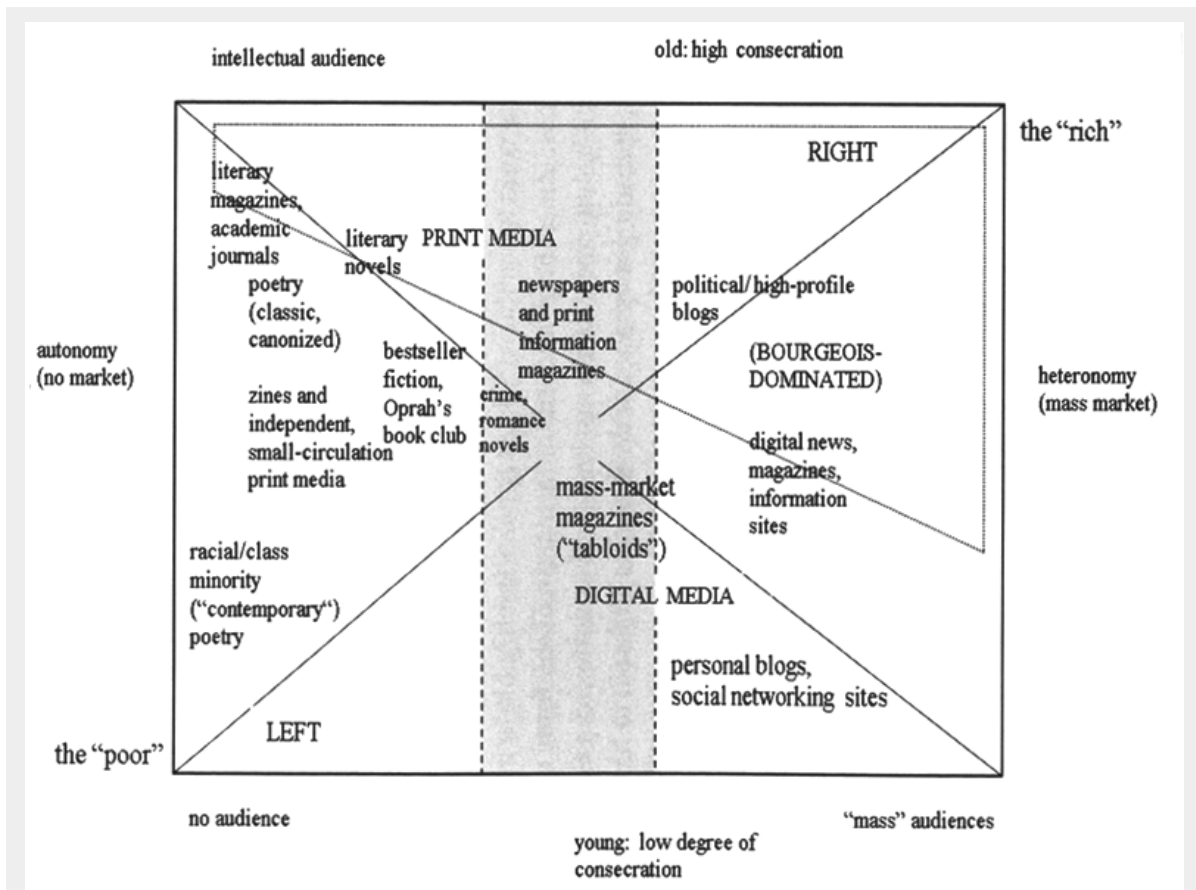 intellectual audience
old: high consecration
the “rich”
RIGHT
literary
magazines,
academic
journals
literary
novels
PRINT MEDIA
poetry
(classic,
canonized)
newspapers
and print
information
magazines
political/high-profile
blogs
autonomy
(no market)
bestseller
fiction,
Oprah’s
book club
(BOURGEOIS-
DOMINATED)
heteronomy
(mass market)
zines and
independent,
small-circulation
print media
crime,
romance
novels
digital news,
magazines,
information
sites
mass-market
magazines
(“tabloids”)
racial/class
minority
(“contemporary“)
poetry
DIGITAL MEDIA
personal blogs,
social networking sites
LEFT
the “poor”
no audience
“mass” audiences
young: low degree of
consecration